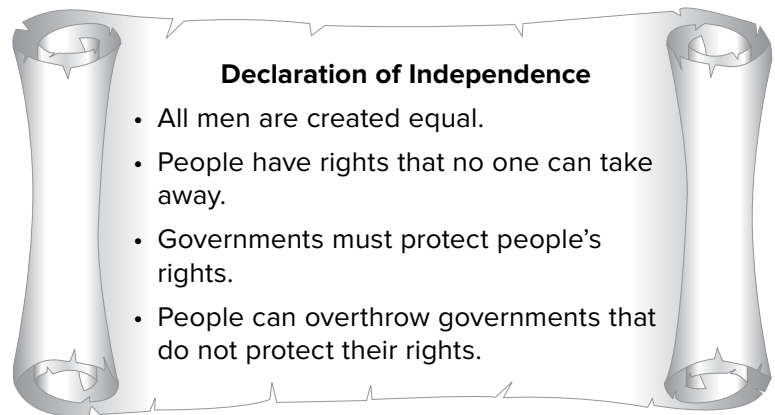 Declaration of Independence
• All men are created equal.
• People have rights that no one can take
away.
• Governments must protect people’s
rights.
• People can overthrow governments that
do not protect their rights.